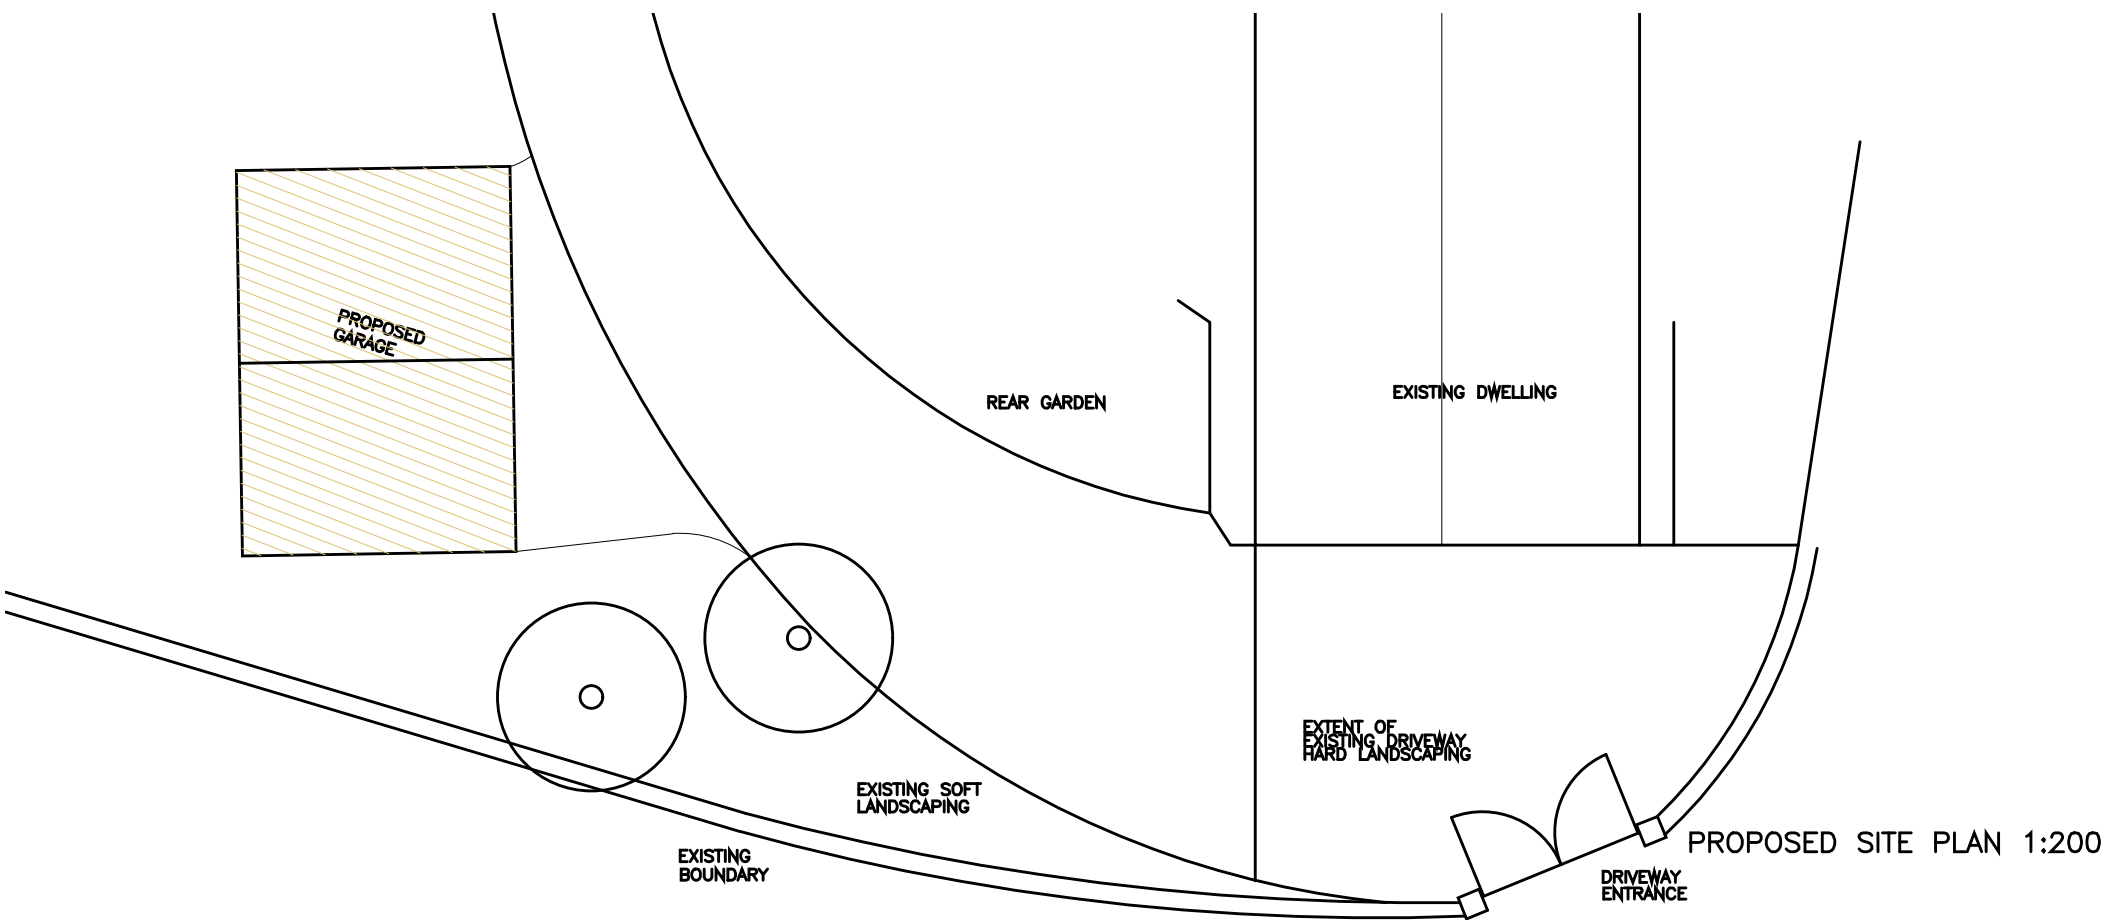 PROPOSED
GARAGE
REAR GARDEN
EXISTING DWELLING
EXTENT OF
EXISTING DRIVEWAY
HARD LANDSCAPING
EXISTING SOFT
LANDSCAPING
EXISTING
BOUNDARY
PROPOSED SITE PLAN 1:200
DRIVEWAY
ENTRANCE